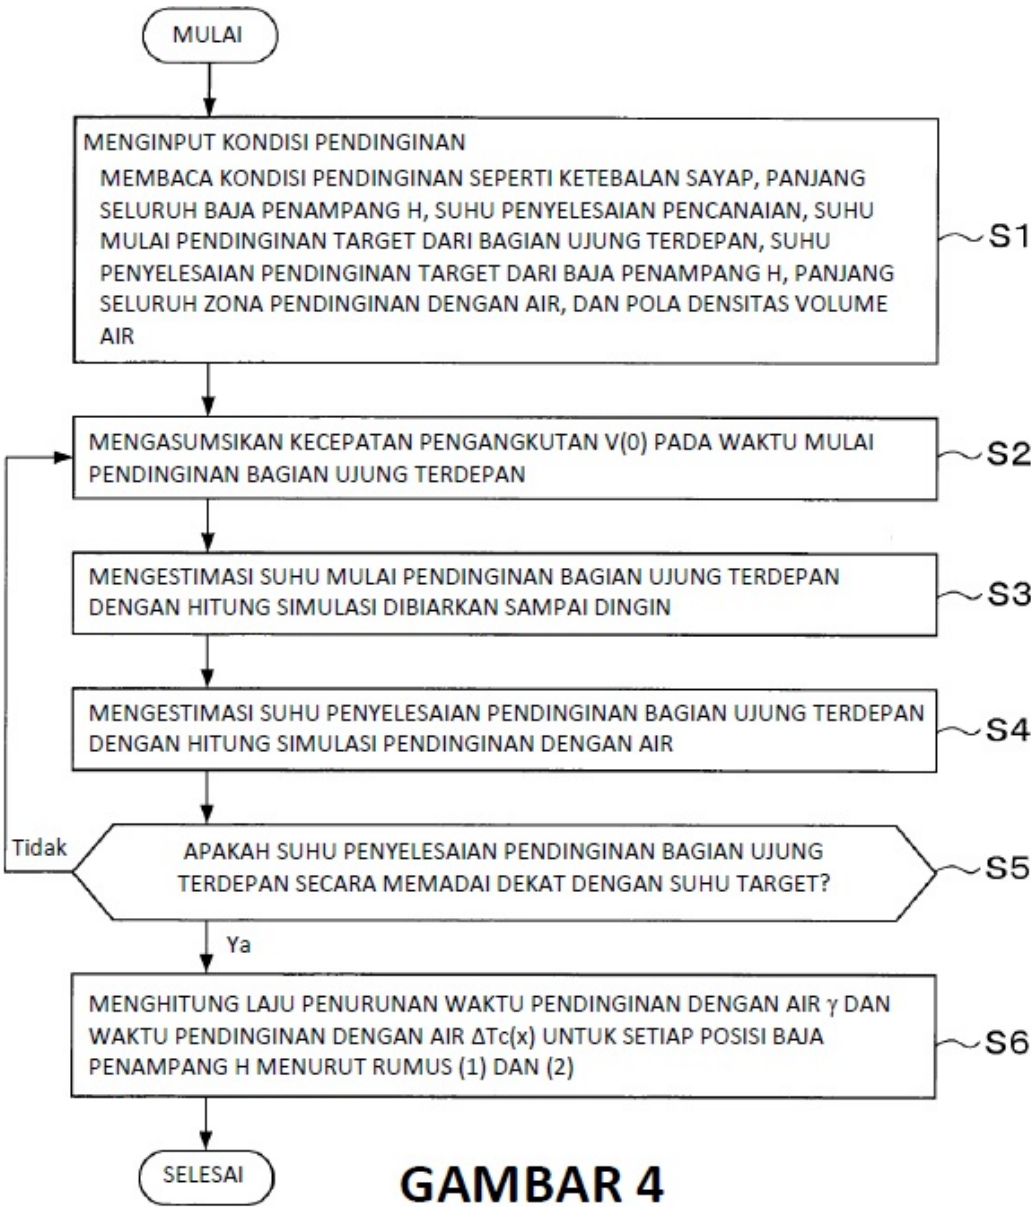 MULAI
MENGINPUT KONDISI PENDINGINAN
MEMBACA KONDISI PENDINGINAN SEPERTI KETEBALAN SAYAP, PANJANG
SELURUH BAJA PENAMPANG H, SUHU PENYELESAIAN PENCANAIAN, SUHU
MULAI PENDINGINAN TARGET DARI BAGIAN UJUNG TERDEPAN, SUHU
PENYELESAIAN PENDINGINAN TARGET DARI BAJA PENAMPANG H, PANJANG
SELURUH ZONA PENDINGINAN DENGAN AIR, DAN POLA DENSITAS VOLUME
AIR
S1
MENGASUMSIKAN KECEPATAN PENGANGKUTAN V(0) PADA WAKTU MULAI
PENDINGINAN BAGIAN UJUNG TERDEPAN
S2
MENGESTIMASI SUHU MULAI PENDINGINAN BAGIAN UJUNG TERDEPAN
DENGAN HITUNG SIMULASI DIBIARKAN SAMPAI DINGIN
S3
MENGESTIMASI SUHU PENYELESAIAN PENDINGINAN BAGIAN UJUNG TERDEPAN
DENGAN HITUNG SIMULASI PENDINGINAN DENGAN AIR
S4
Tidak
APAKAH SUHU PENYELESAIAN PENDINGINAN BAGIAN UJUNG
TERDEPAN SECARA MEMADAI DEKAT DENGAN SUHU TARGET?
S5
Ya
MENGHITUNG LAJU PENURUNAN WAKTU PENDINGINAN DENGAN AIR γ DAN
WAKTU PENDINGINAN DENGAN AIR ΔTc(x) UNTUK SETIAP POSISI BAJA
PENAMPANG H MENURUT RUMUS (1) DAN (2)
S6
SELESAI
GAMBAR 4